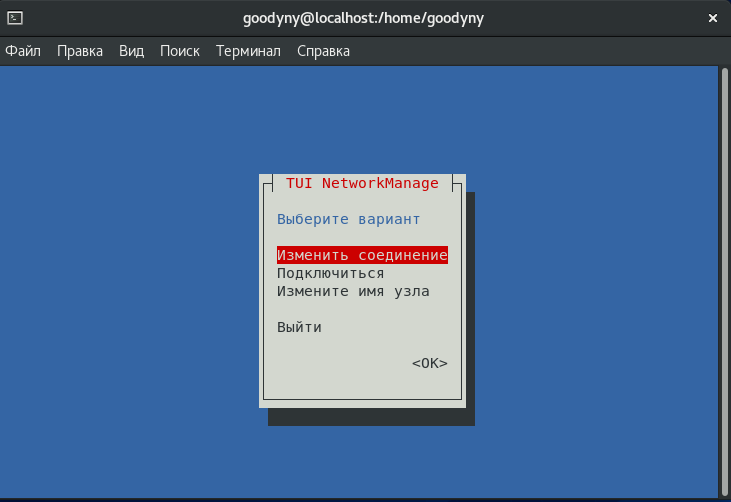 goodyny@localhost:/home/goodyny
Файл Правка Вид Поиск Терминал Справка
TUI NetworkManage
Выберите вариант
Изменить соединение
Подключиться
Измените имя узла
Выйти
<OK>